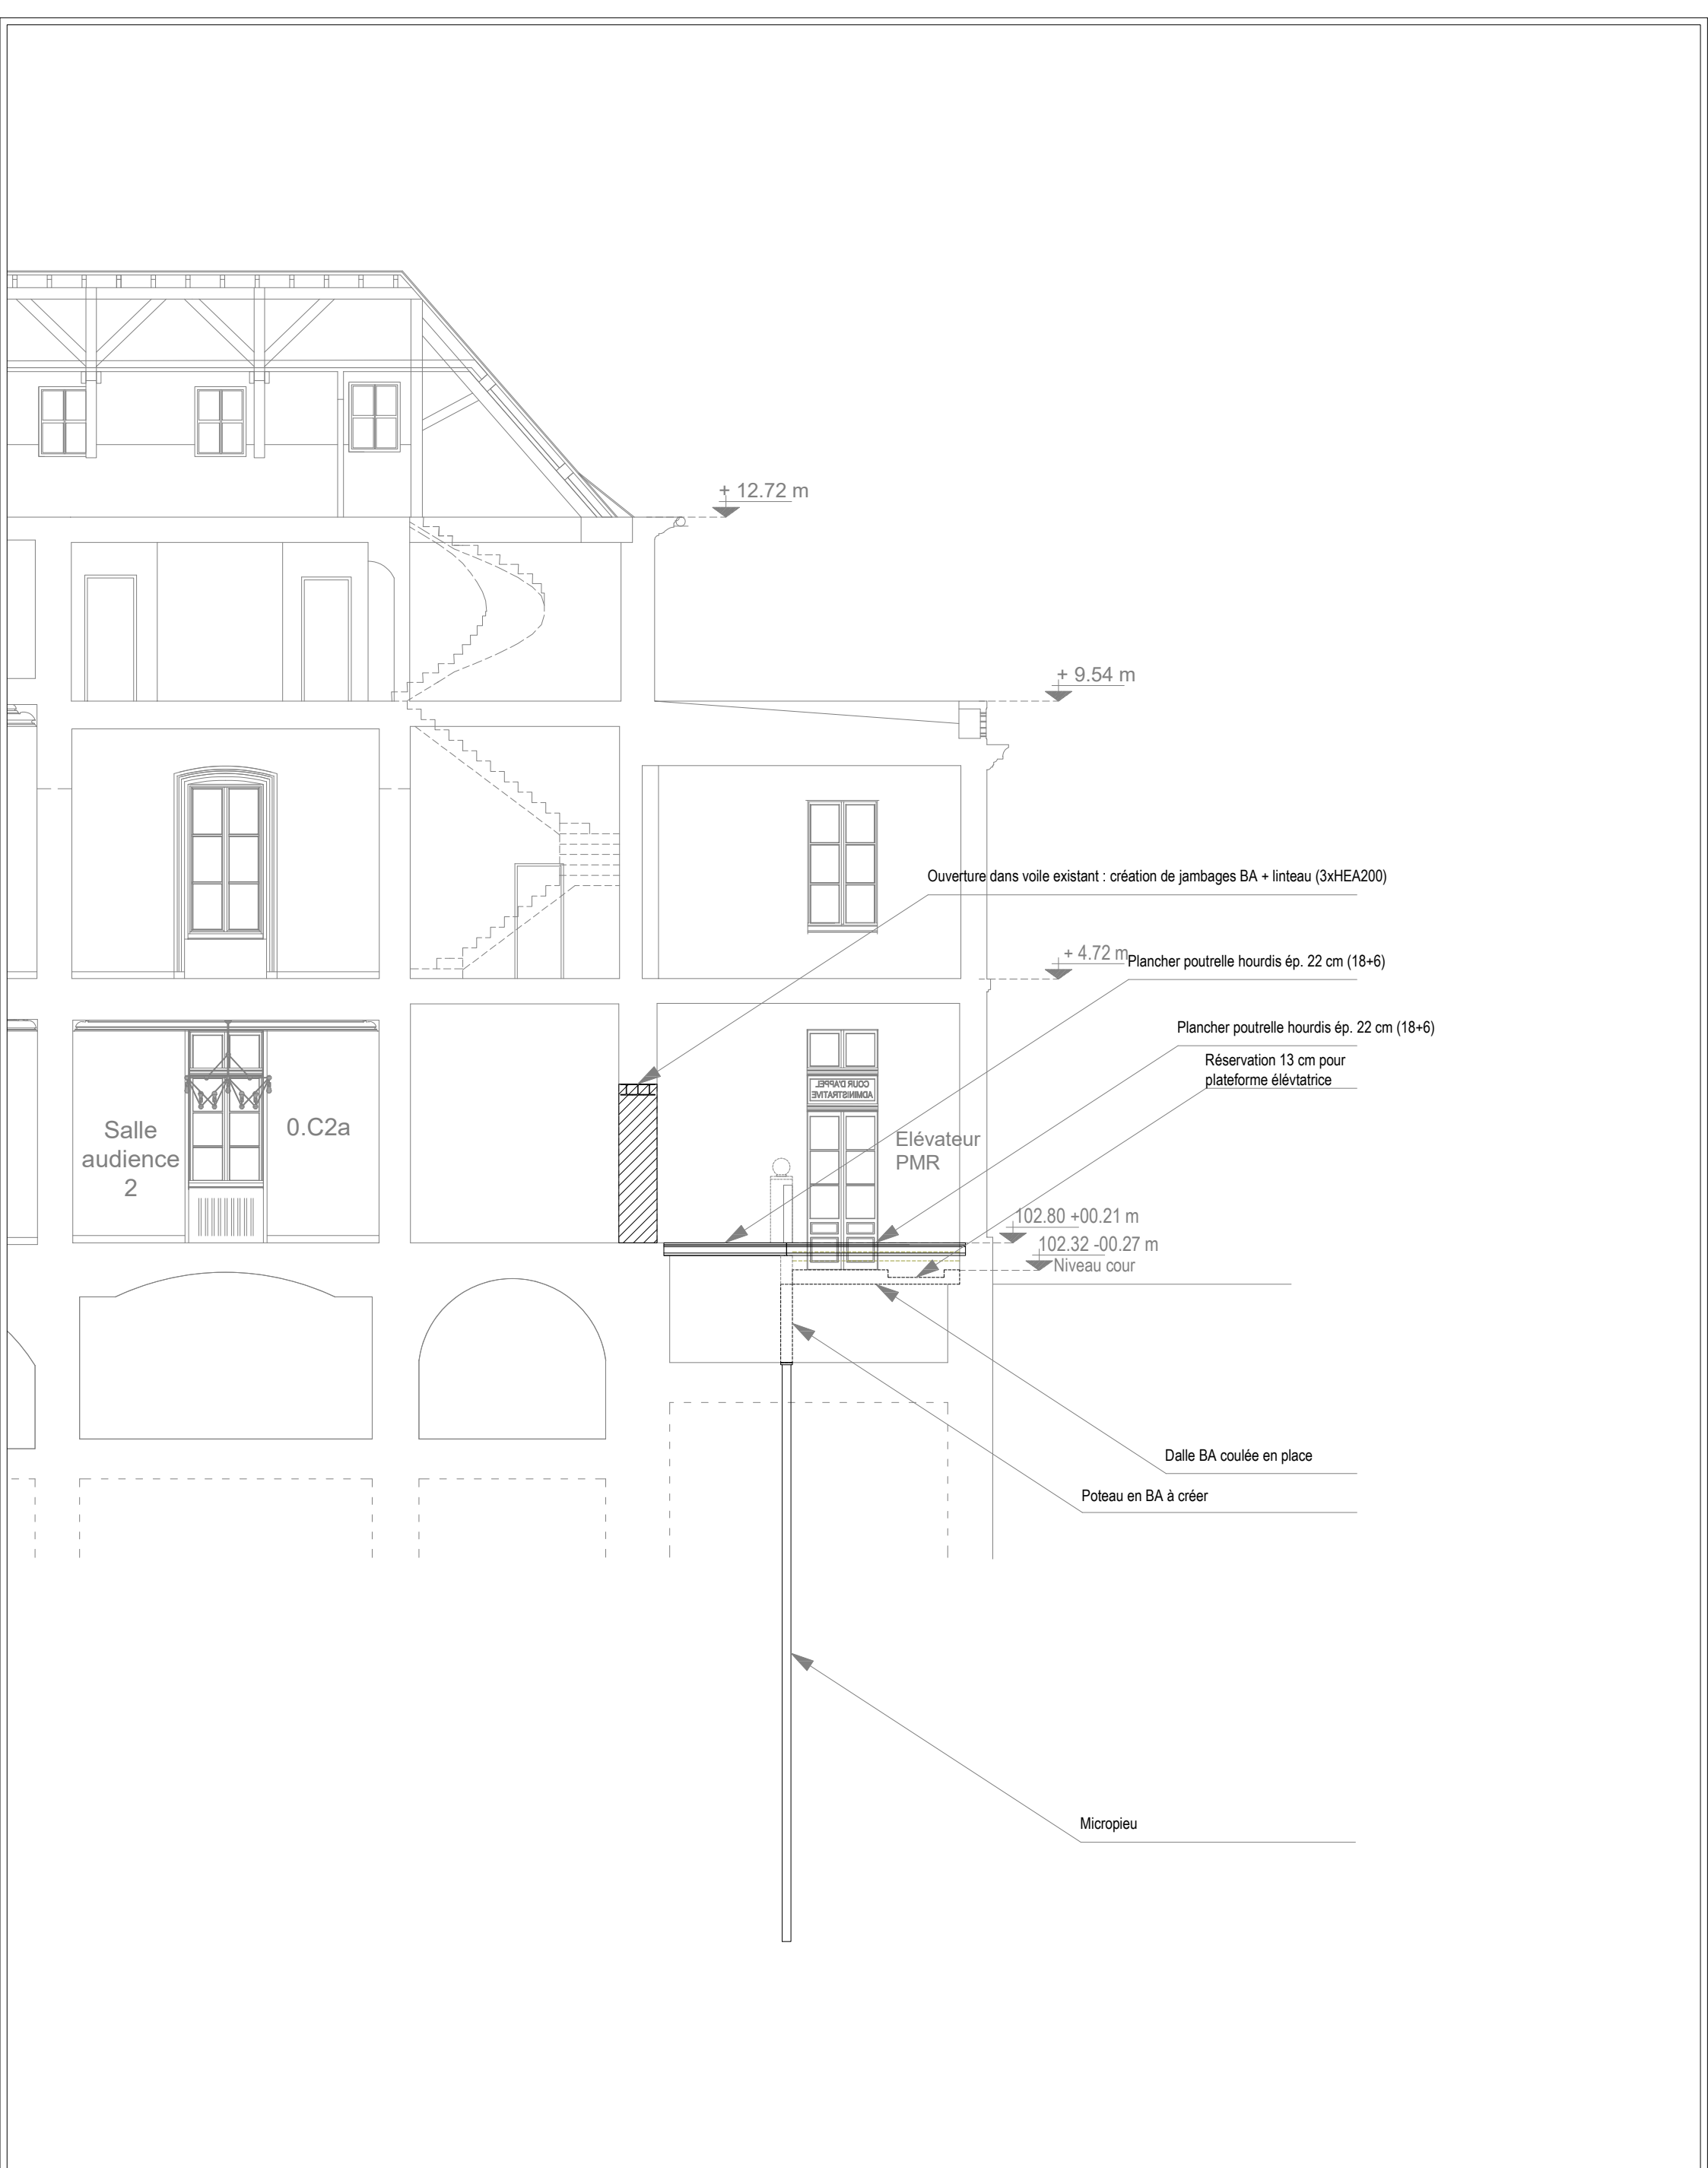 + 12.72 m
+ 9.54 m
Ouverture dans voile existant : création de jambages BA + linteau (3xHEA200)
+ 4.72 m
Plancher poutrelle hourdis ép. 22 cm (18+6)
Plancher poutrelle hourdis ép. 22 cm (18+6)
Réservation 13 cm pour
plateforme élévtatrice
COUR D'APPEL
ADMINISTRATIVE
Salle
audience
2
0.C2a
Elévateur
PMR
102.80 +00.21 m
102.32 -00.27 m
Niveau cour
Dalle BA coulée en place
Poteau en BA à créer
Micropieu